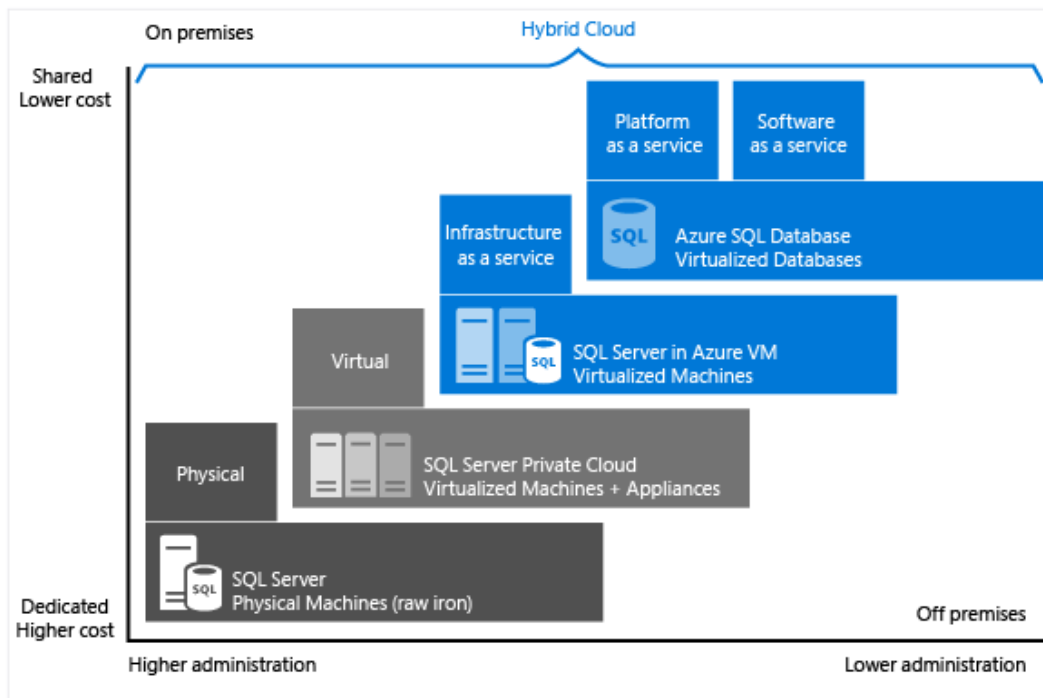 On premises
Hybrid Cloud
Shared
Lower cost
Platform
as a service
Software
as a service
Infrastructure
as a service
SQL
Azure SQL Database
Virtualized Databases
Virtual
SQL
SQL Server in Azure VM
Virtualized Machines
Physical
SQL Server Private Cloud
Virtualized Machines + Appliances
SQL
SQL Server
Physical Machines (raw iron)
Dedicated
Higher cost
Off premises
Higher administration
Lower administration